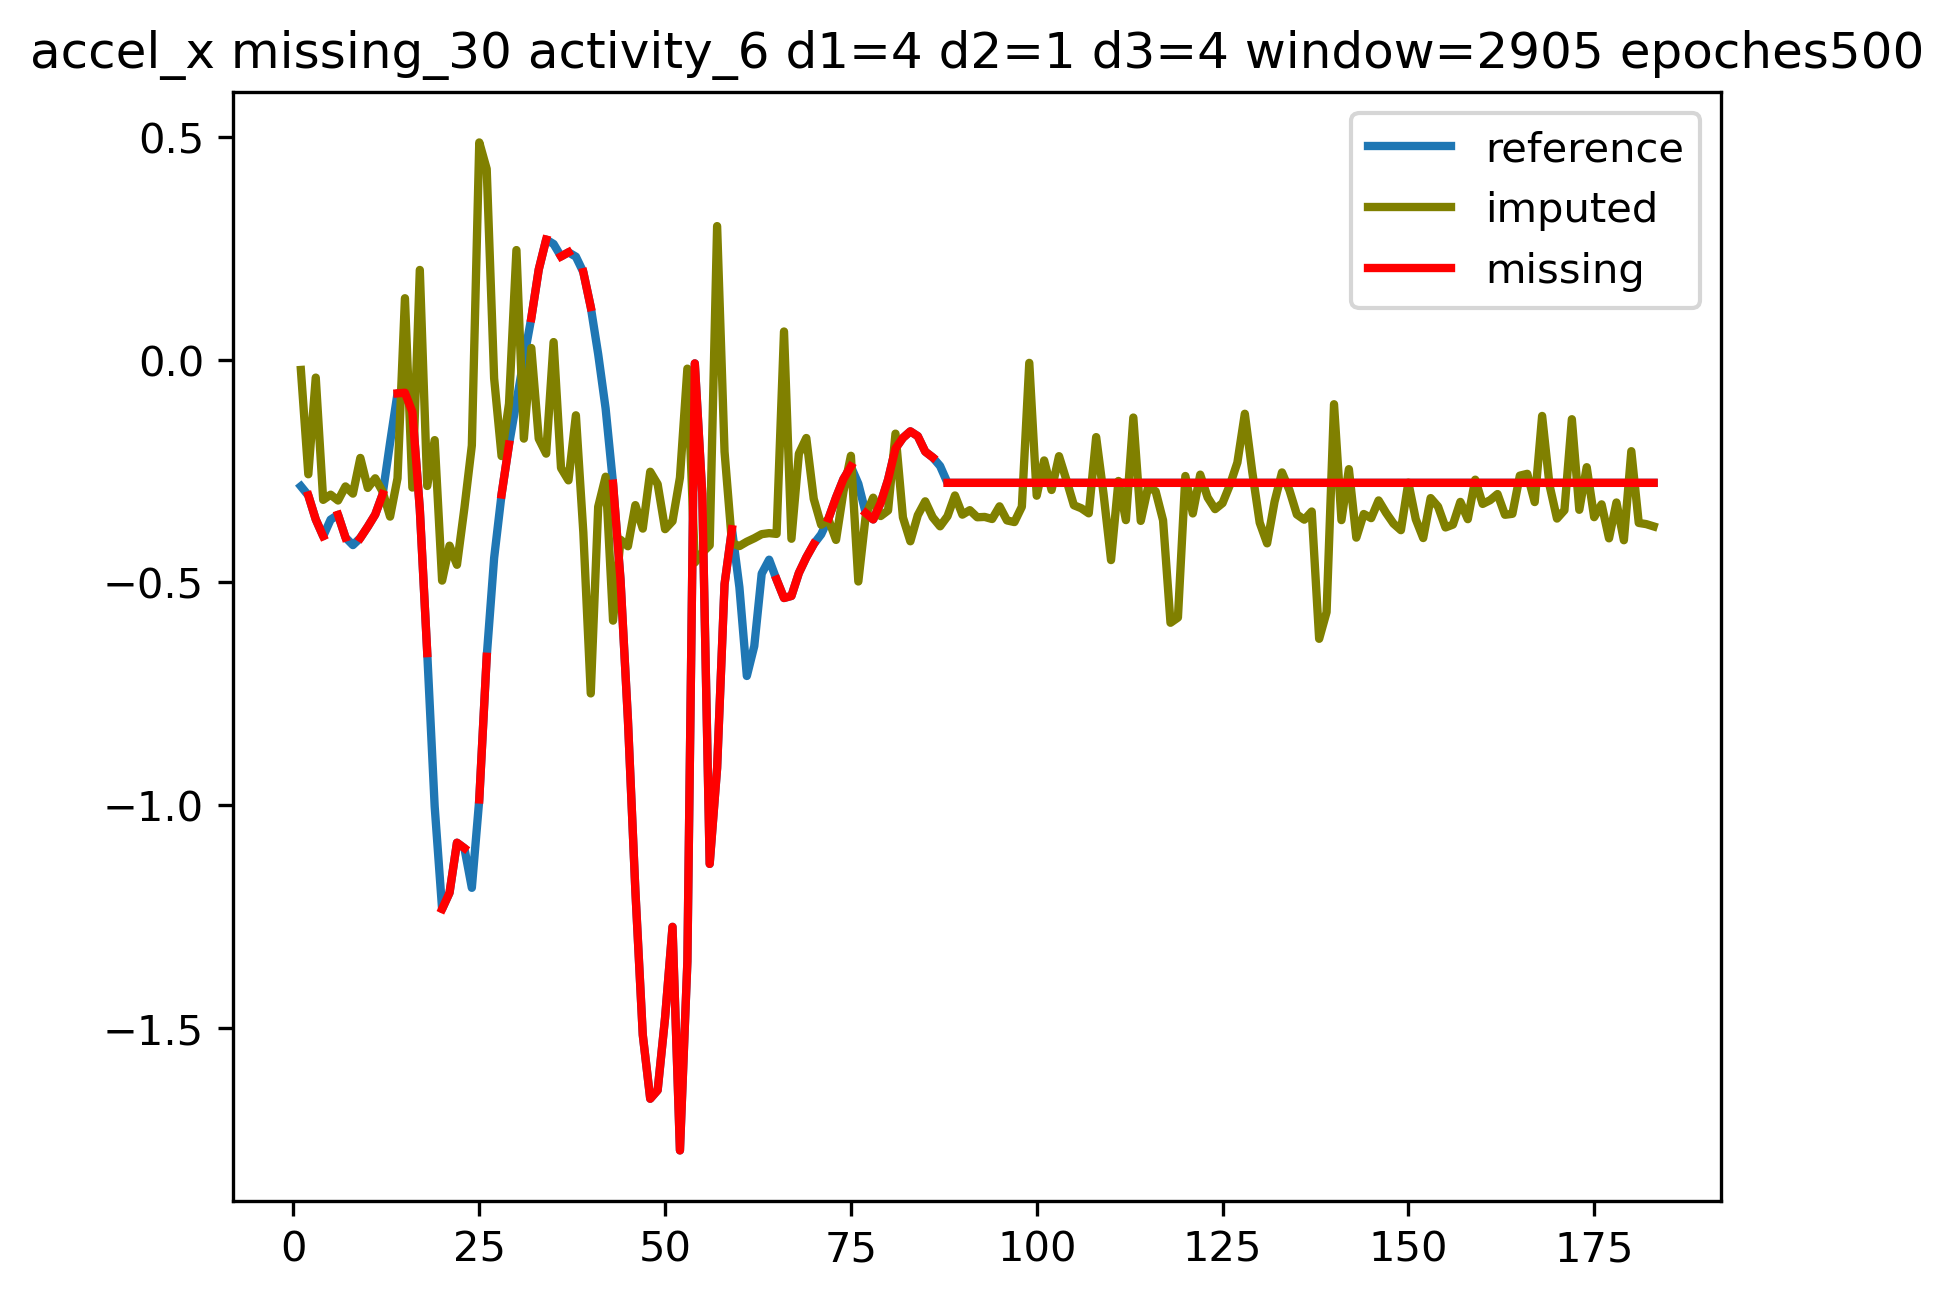 accel_x missing_30 activity_6 d1=4 d2=1 d3=4 window=2905 epoches500
reference
imputed
missing
0.5
0.0
−0.5
−1.0
−1.5
0 25 50 75 100 125 150 175